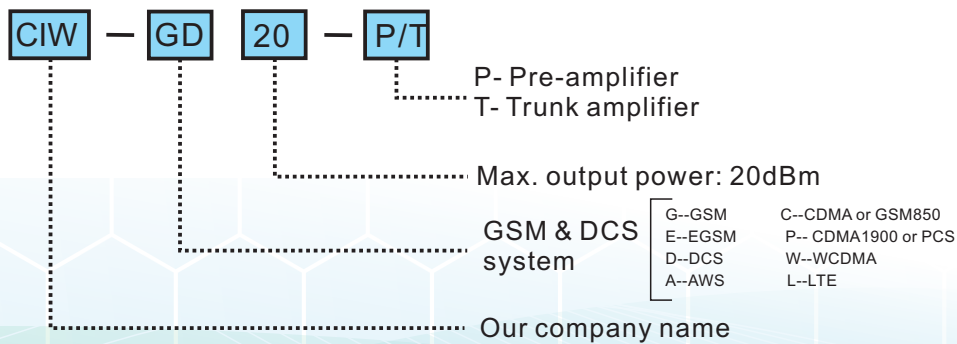 CIW — GD 20 — P/T
P- Pre-amplifier
T- Trunk amplifier
Max. output power: 20dBm
GSM & DCS
system
G--GSM C--CDMA or GSM850
E--EGSM P-- CDMA1900 or PCS
D--DCS W--WCDMA
A--AWS L--LTE
Our company name